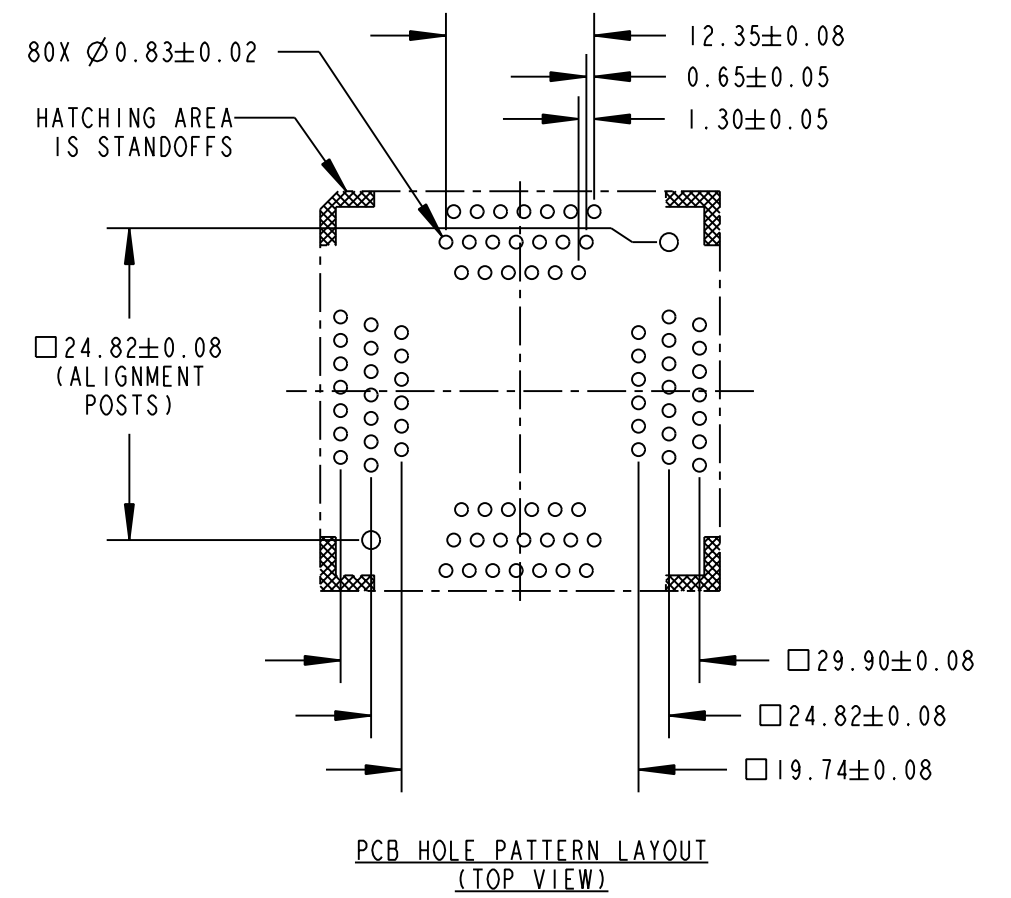 80X Ø0.83±0.02
HATCHING AREA
IS STANDOFFS
12.35±0.08
0.65±0.05
1.30±0.05
□24.82±0.08
(ALIGNMENT
POSTS)
□29.90±0.08
□24.82±0.08
□19.74±0.08
PCB HOLE PATTERN LAYOUT
(TOP VIEW)